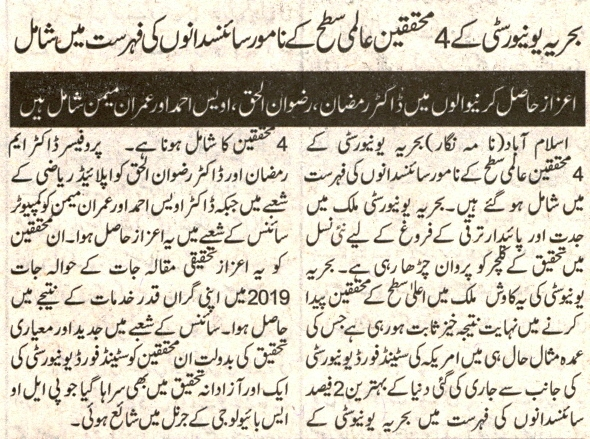 بحریہ یونیورسٹی کے 4 محققین عالمی سطح کے نامور سائنسدانوں کی فہرست میں شامل
اعزاز حاصل کرنیوالوں میں ڈاکٹر رمضان، رضوان الحق، اویس احمد اور عمران میمن شامل ہیں
اسلام آباد (نامہ نگار) بحریہ یونیورسٹی کے
4 محققین عالمی سطح کے نامور سائنسدانوں کی فہرست
میں شامل ہو گئے ہیں۔ بحریہ یونیورسٹی ملک میں
جدت اور پائیدار ترقی کے فروغ کے لیے نئی نسل
میں تحقیق کے کلچر کو پروان چڑھا رہی ہے۔ بحریہ
یونیوسٹی کی یہ کاوش ملک میں اعلیٰ سطح کے محققین پیدا
کرنے میں نہایت نتیجہ خیز ثابت ہو رہی ہے جس کی
عمدہ مثال حال ہی میں امریکہ کی سٹینڈ فورڈ یونیورسٹی
کی جانب سے جاری کی گئی دنیا کے بہترین 2 فیصد
سائنسدانوں کی فہرست میں بحریہ یونیورسٹی کے
4 محققین کا شامل ہونا ہے۔ پروفیسر ڈاکٹر ایم
رمضان اور ڈاکٹر رضوان الحق کو اپلائیڈ ریاضی کے
شعبے میں جبکہ ڈاکٹر اویس احمد اور عمران میمن کو کمپیوٹر
سائنس کے شعبے میں یہ اعزاز حاصل ہوا۔ ان محققین
کو یہ اعزاز تحقیقی مقالہ جات کے حوالہ جات
2019 میں اپنی گراں قدر خدمات کے نتیجے میں
حاصل ہوا۔ سائنس کے شعبے میں جدید اور معیاری
تحقیق کی بدولت ان محققین کو سٹینڈ فورڈ یونیورسٹی کی
ایک اور آزادانہ تحقیق میں بھی سراہا گیا جو پی ایل او
ایس بائیولوجی کے جرنل میں شائع ہوئی۔